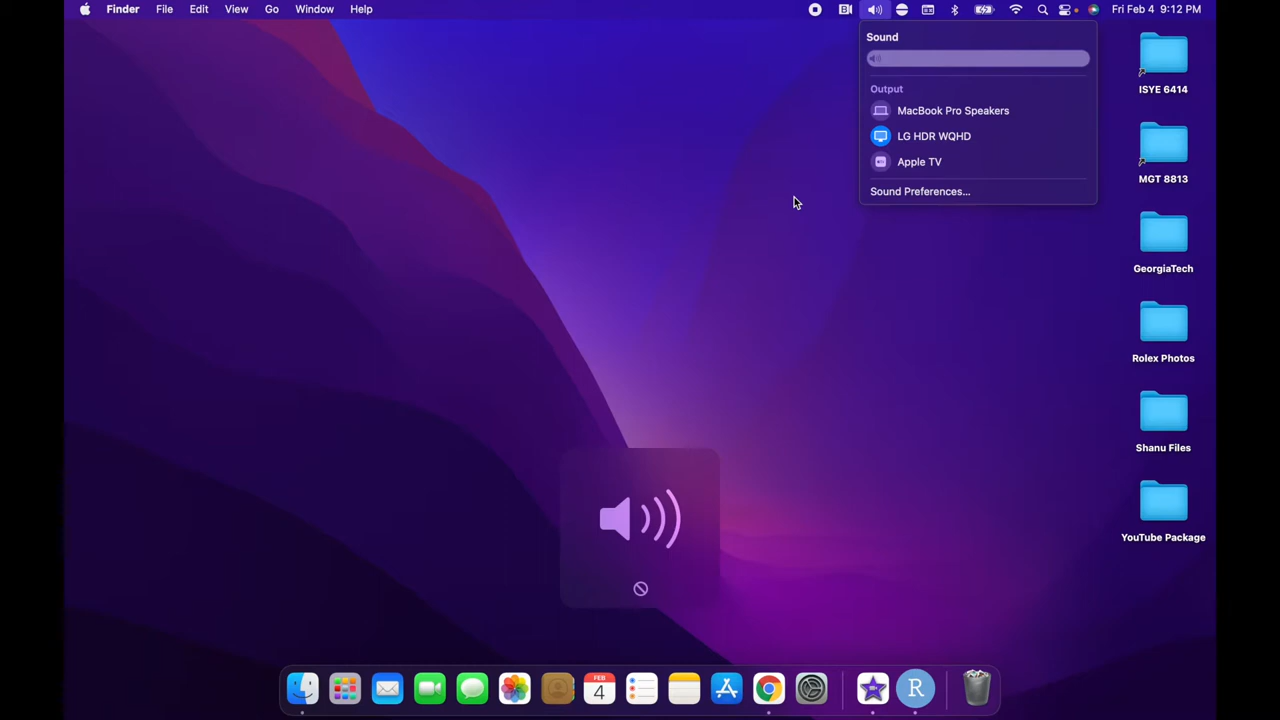 Finder File Edit View Go Window Help Fri Feb 4 9:12 PM
Sound
Output
MacBook Pro Speakers
LG HDR WQHD
Apple TV
Sound Preferences...
ISYE 6414
MGT 8813
GeorgiaTech
Rolex Photos
Shanu Files
YouTube Package
FEB
4
R